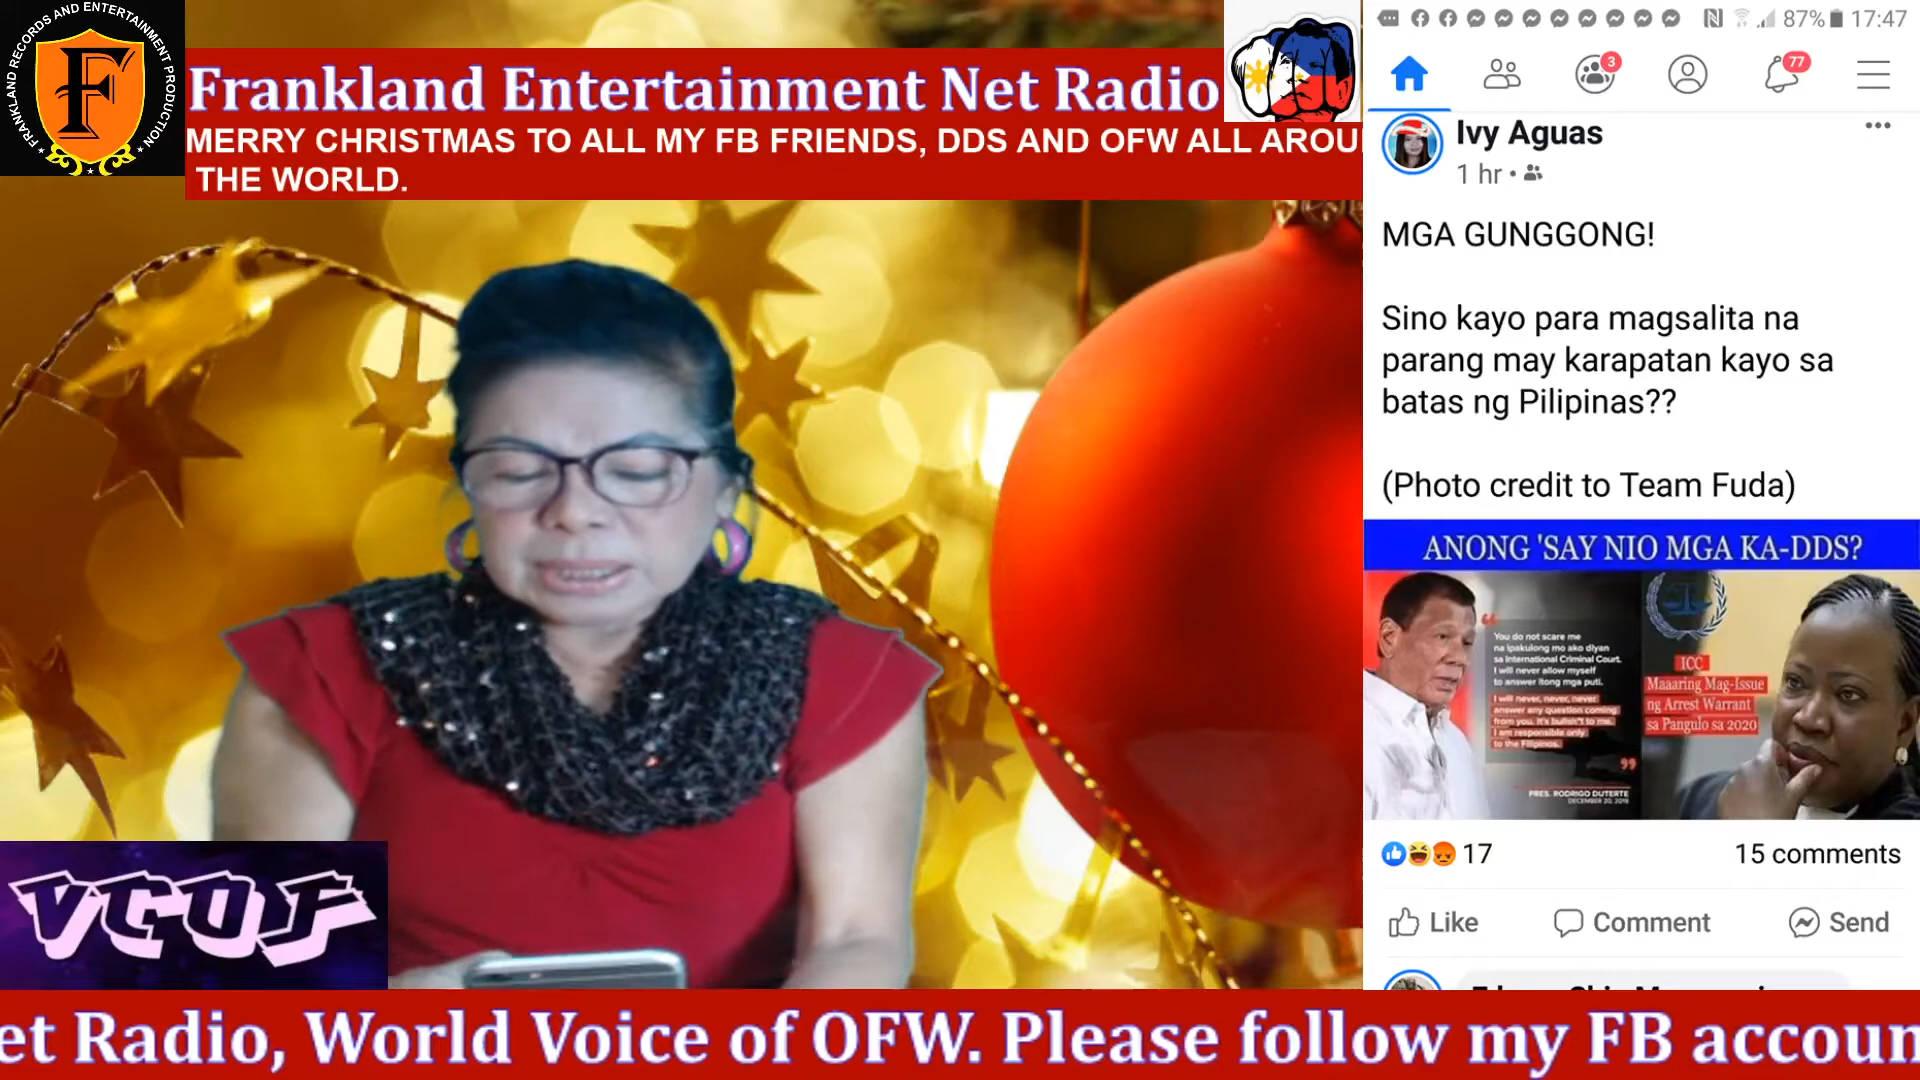 FRANKLAND RECORDS AND ENTERTAINMENT PRODUCTION
F
Frankland Entertainment Net Radio
MERRY CHRISTMAS TO ALL MY FB FRIENDS, DDS AND OFW ALL AROU
THE WORLD.
87% 17:47
3
77
Ivy Aguas
1 hr
MGA GUNGGONG!
Sino kayo para magsalita na
parang may karapatan kayo sa
batas ng Pilipinas??
(Photo credit to Team Fuda)
ANONG 'SAY NIO MGA KA-DDS?
You do not scare me
na ipakulong mo ako diyan
sa International Criminal Court.
I will never allow myself
to answer itong mga puti.
I will never, never, never
answer any question coming
from you. It's bullsh*t to me.
I am responsible only
to the Filipinos.
PRES. RODRIGO DUTERTE
DECEMBER 20, 2019
ICC
Maaaring Mag-Issue
ng Arrest Warrant
sa Pangulo sa 2020
17
15 comments
Like
Comment
Send
VCOF
et Radio, World Voice of OFW. Please follow my FB accoun